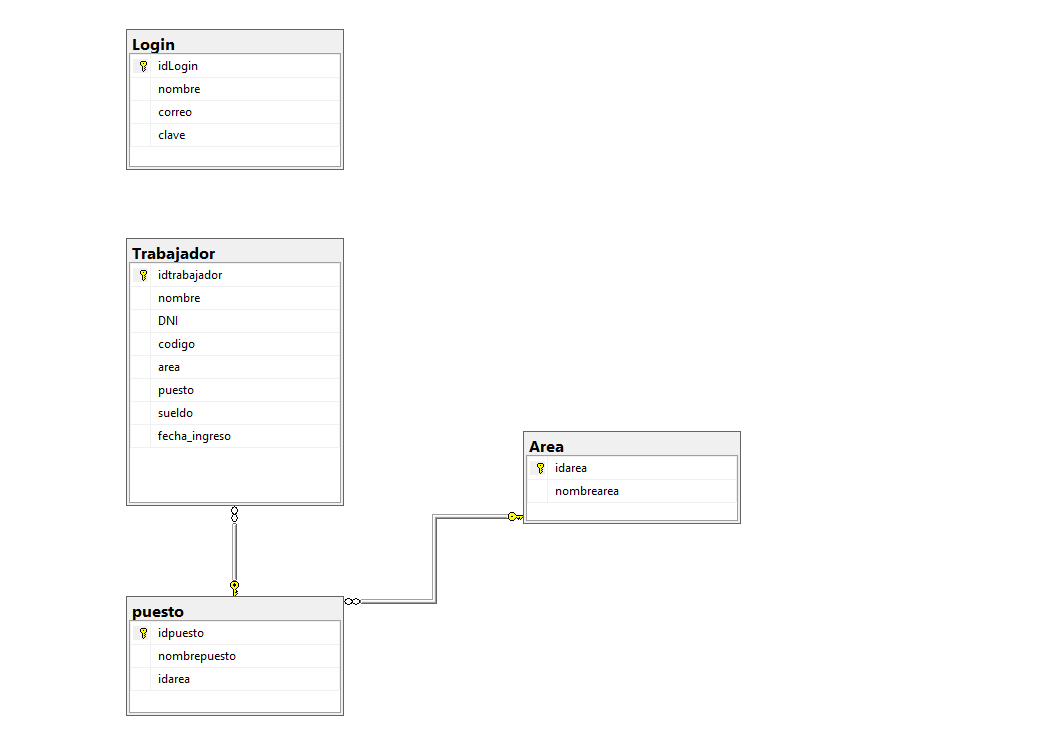 Login
idLogin
nombre
correo
clave
Trabajador
idtrabajador
nombre
DNI
codigo
area
puesto
sueldo
fecha_ingreso
Area
idarea
nombrearea
puesto
idpuesto
nombrepuesto
idarea